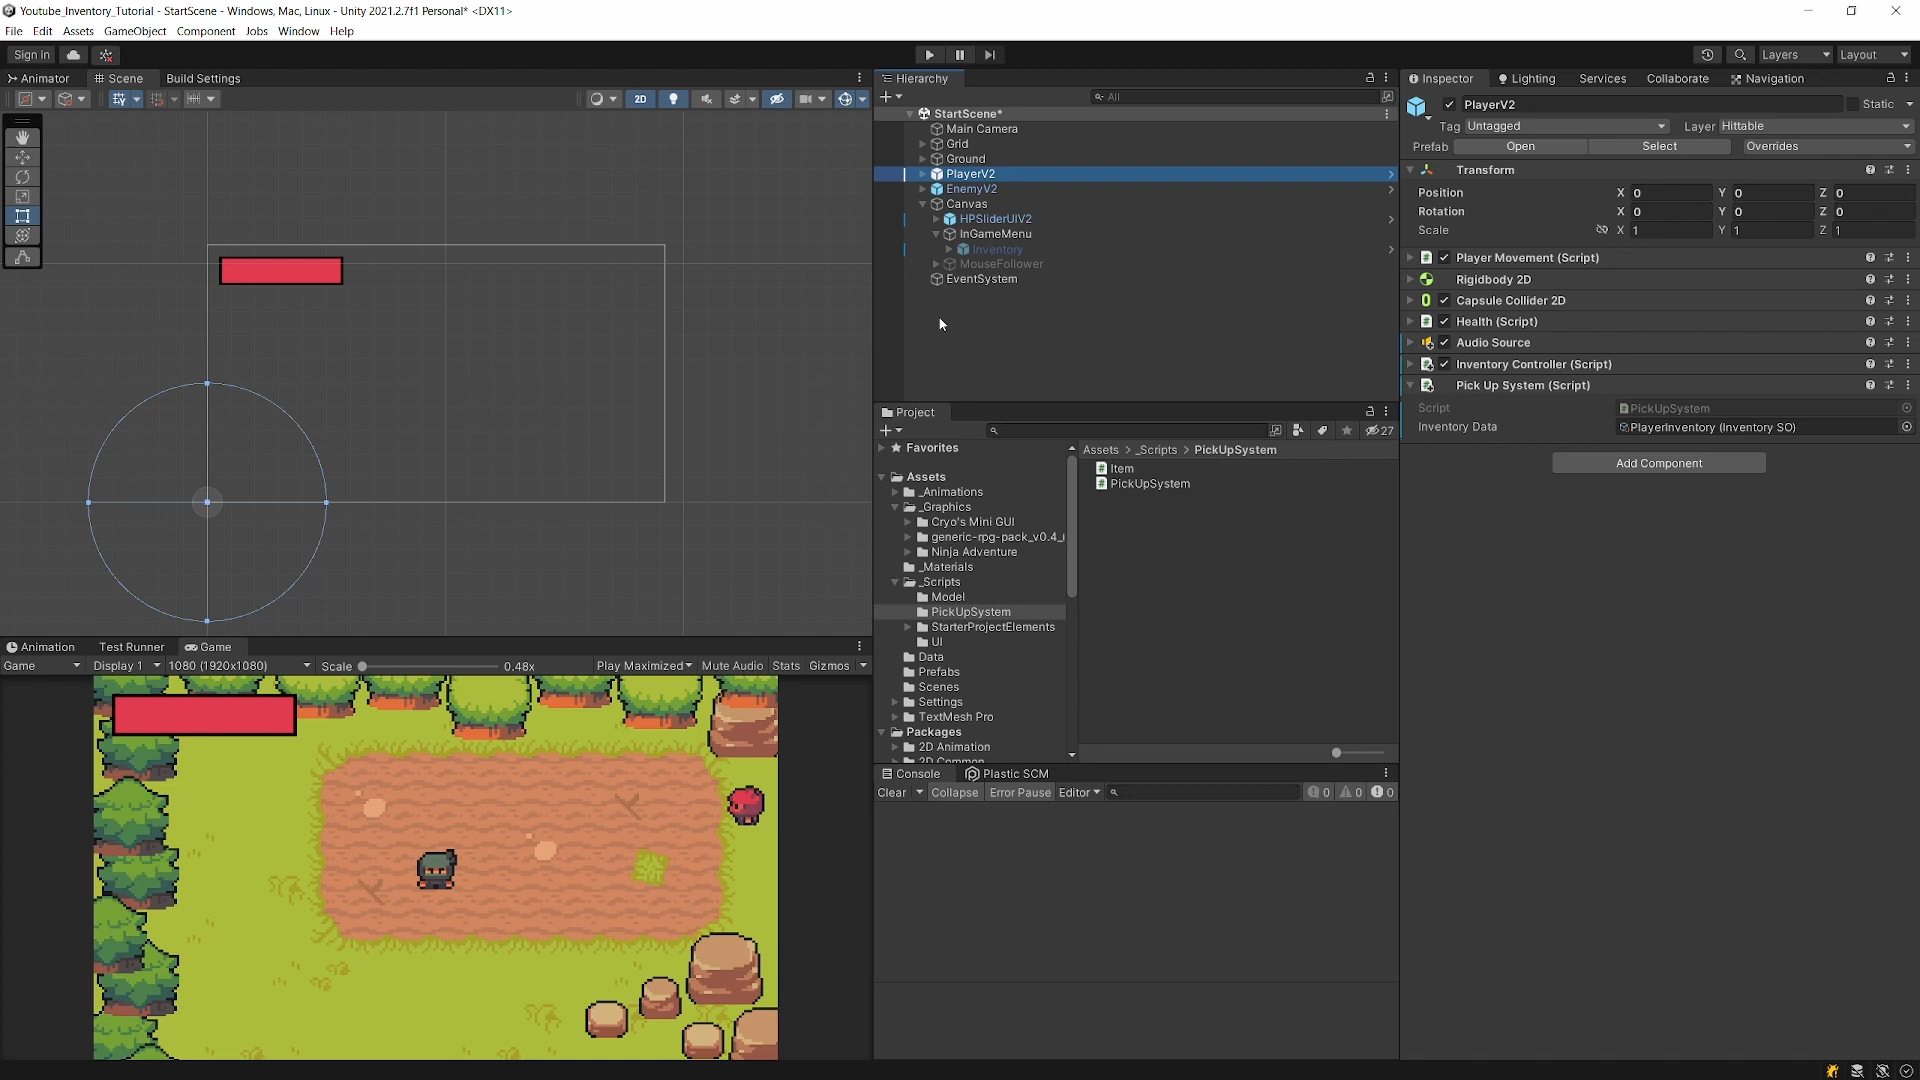 Youtube_Inventory_Tutorial - StartScene - Windows, Mac, Linux - Unity 2021.2.7f1 Personal* <DX11>
File Edit Assets GameObject Component Jobs Window Help
Sign in
Layers
Layout
Animator
Scene
Build Settings
2D
Hierarchy
All
StartScene*
Main Camera
Grid
Ground
PlayerV2
EnemyV2
Canvas
HPSliderUIV2
InGameMenu
Inventory
MouseFollower
EventSystem
Inspector
Lighting
Services
Collaborate
Navigation
PlayerV2
Static
Tag Untagged
Layer Hittable
Prefab Open Select Overrides
Transform
Position X 0 Y 0 Z 0
Rotation X 0 Y 0 Z 0
Scale X 1 Y 1 Z 1
Player Movement (Script)
Rigidbody 2D
Capsule Collider 2D
Health (Script)
Audio Source
Inventory Controller (Script)
Pick Up System (Script)
Script PickUpSystem
Inventory Data PlayerInventory (Inventory SO)
Add Component
Project
27
Favorites
Assets
_Animations
_Graphics
Cryo's Mini GUI
generic-rpg-pack_v0.4_
Ninja Adventure
_Materials
_Scripts
Model
PickUpSystem
StarterProjectElements
UI
Data
Prefabs
Scenes
Settings
TextMesh Pro
Packages
2D Animation
2D Common
Assets > _Scripts > PickUpSystem
Item
PickUpSystem
Animation
Test Runner
Game
Game Display 1 1080 (1920x1080) Scale 0.48x Play Maximized Mute Audio Stats Gizmos
Console
Plastic SCM
Clear Collapse Error Pause Editor
0 0 0